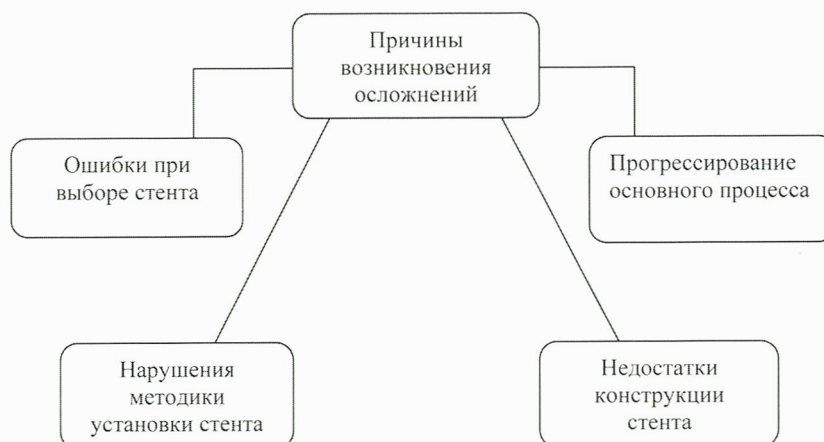 Причины
возникновения
осложнений
Ошибки при
выборе стента
Прогрессирование
основного процесса
Нарушения
методики
установки стента
Недостатки
конструкции
стента